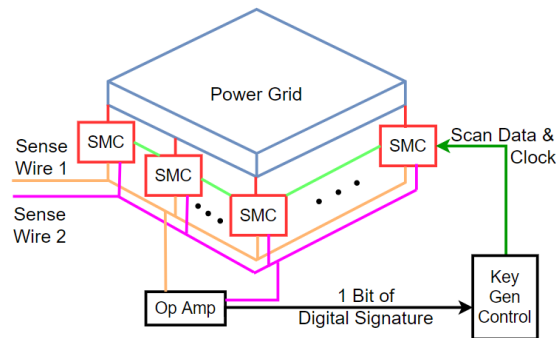 Power Grid
SMC
SMC
SMC
SMC
Sense
Wire 1
Sense
Wire 2
Scan Data &
Clock
Op Amp
1 Bit of
Digital Signature
Key
Gen
Control